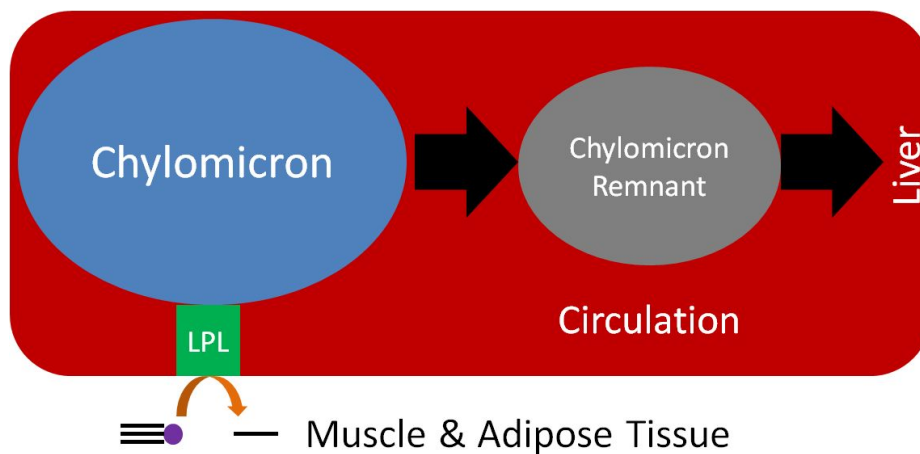 Chylomicron
Chylomicron
Remnant
Liver
LPL
Circulation
Muscle & Adipose Tissue